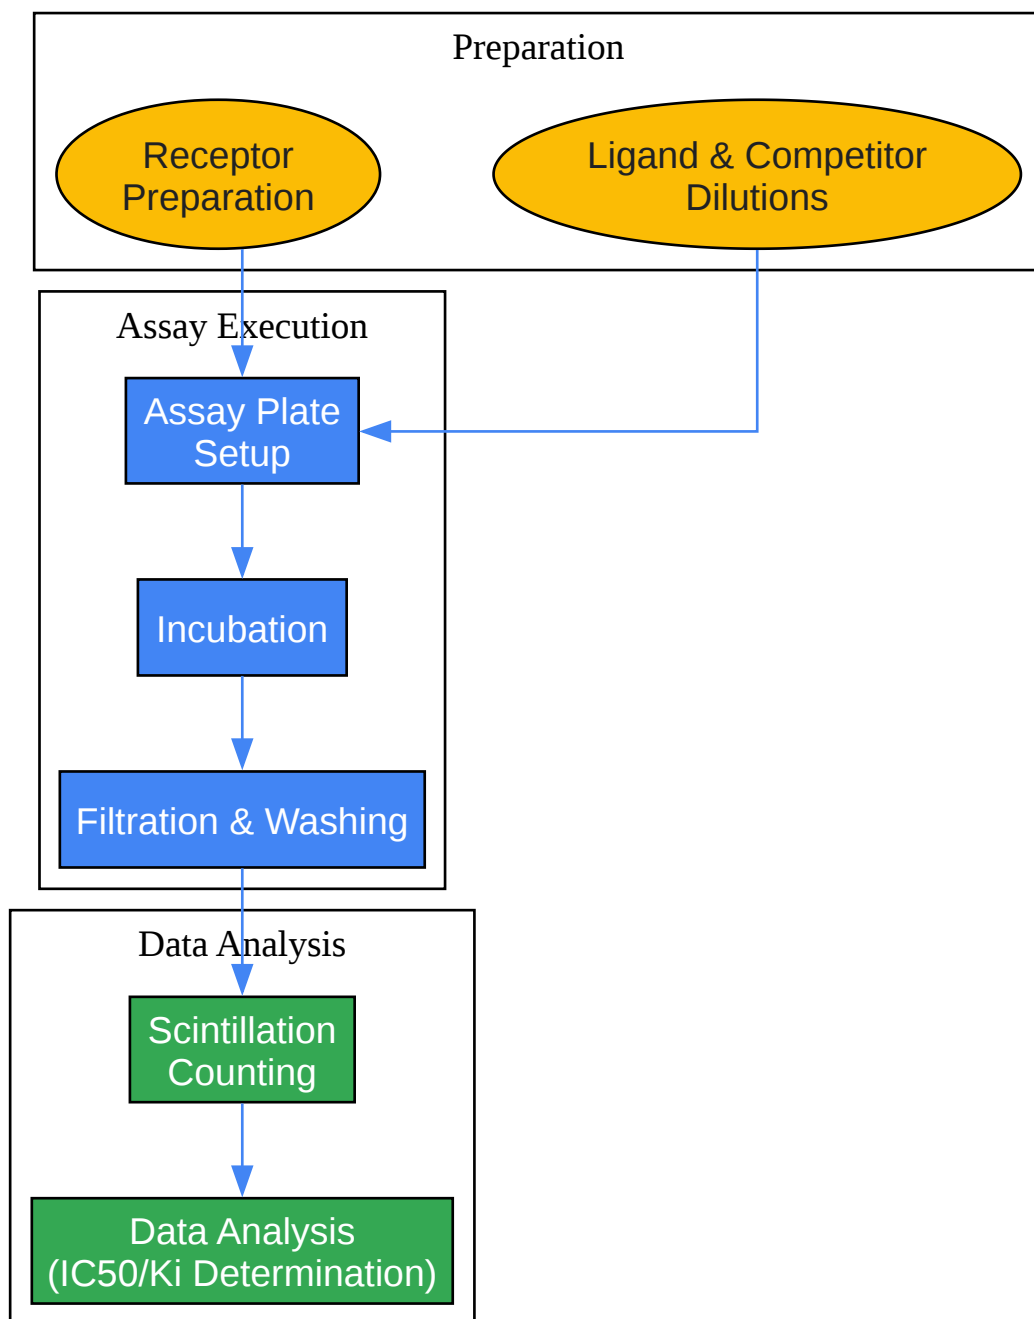 Preparation
Receptor
Preparation
Ligand & Competitor
Dilutions
Assay Execution
Assay Plate
Setup
Incubation
Filtration & Washing
Data Analysis
Scintillation
Counting
Data Analysis
(IC50/Ki Determination)